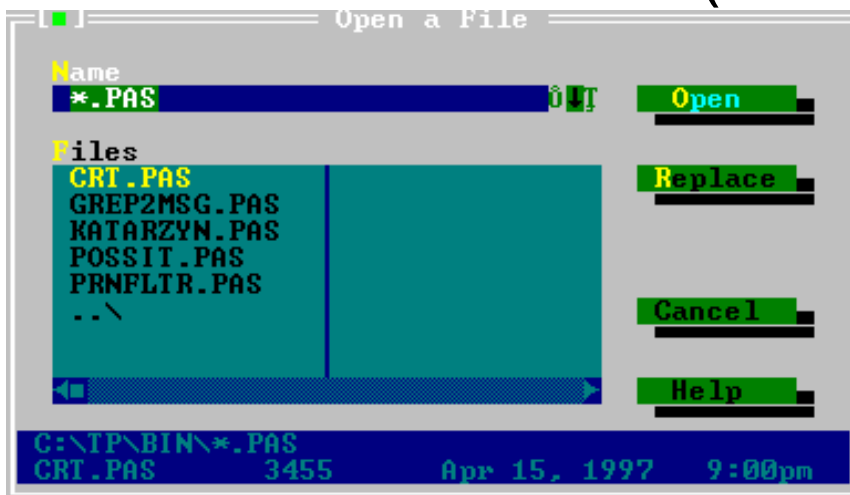 [■] Open a File
Name
*.PAS Ô↓Ţ Open
Files
CRT.PAS Replace
GREP2MSG.PAS
KATARZYN.PAS
POSSIT.PAS
PRNFLTR.PAS
..\ Cancel
Help
C:\TP\BIN\*.PAS
CRT.PAS 3455 Apr 15, 1997 9:00pm